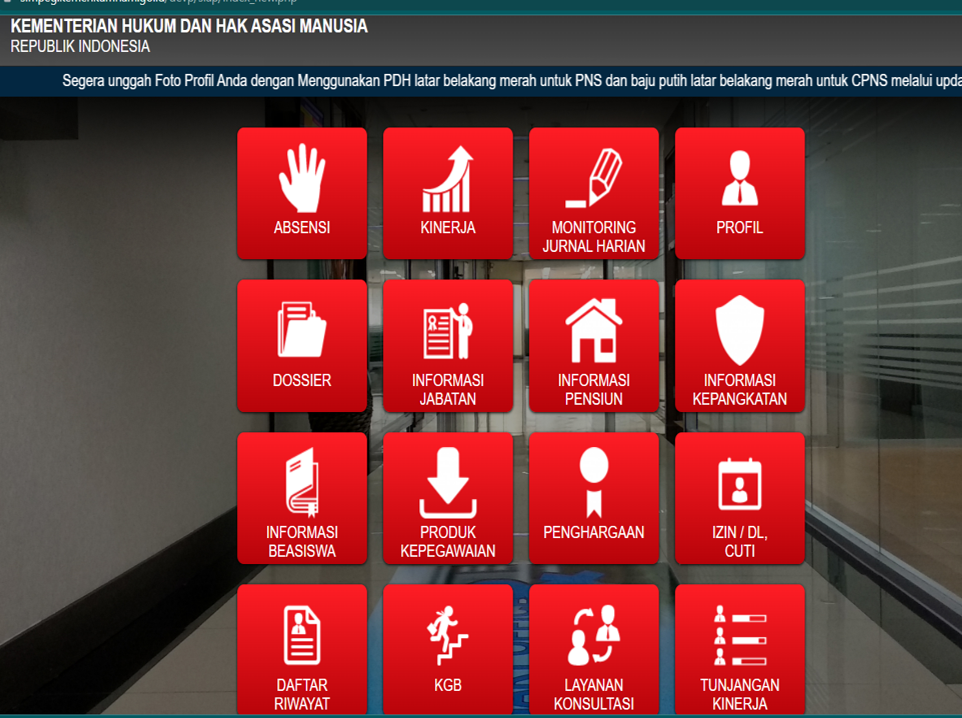 KEMENTERIAN HUKUM DAN HAK ASASI MANUSIA
REPUBLIK INDONESIA
Segera unggah Foto Profil Anda dengan Menggunakan PDH latar belakang merah untuk PNS dan baju putih latar belakang merah untuk CPNS melalui
ABSENSI
KINERJA
MONITORING
JURNAL HARIAN
PROFIL
DOSSIER
INFORMASI
JABATAN
INFORMASI
PENSIUN
INFORMASI
KEPANGKATAN
INFORMASI
BEASISWA
PRODUK
KEPEGAWAIAN
PENGHARGAAN
IZIN / DL,
CUTI
DAFTAR
RIWAYAT
KGB
LAYANAN
KONSULTASI
TUNJANGAN
KINERJA